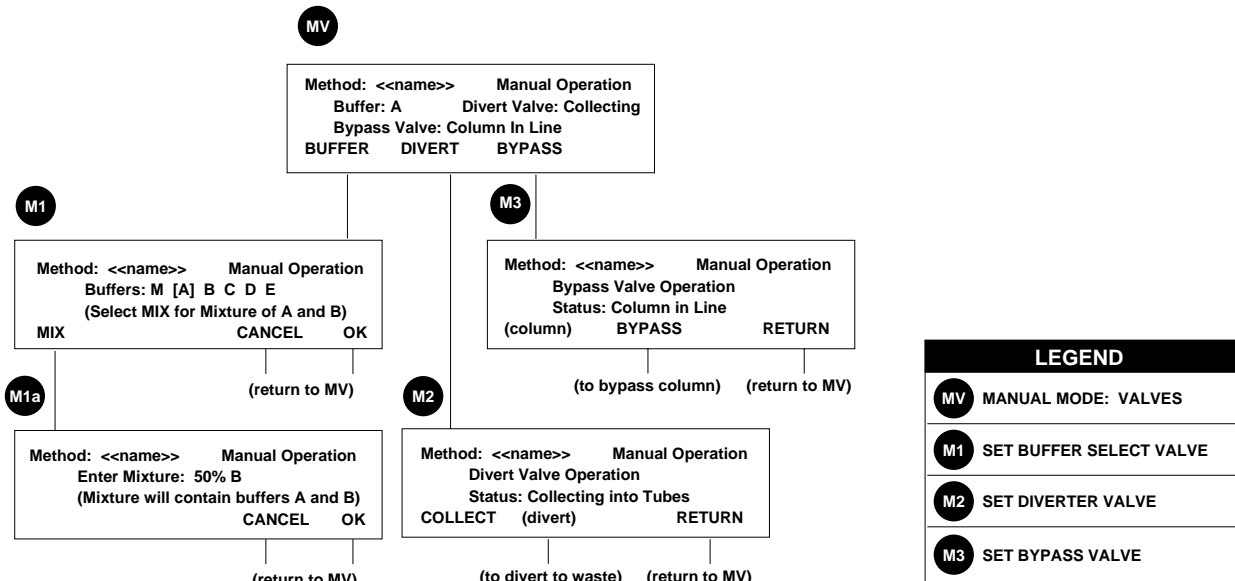 MV
Method: <<name>> Manual Operation
Buffer: A Divert Valve: Collecting
Bypass Valve: Column In Line
BUFFER DIVERT BYPASS
M1
Method: <<name>> Manual Operation
Buffers: M [A] B C D E
(Select MIX for Mixture of A and B)
MIX CANCEL OK
(return to MV)
M3
Method: <<name>> Manual Operation
Bypass Valve Operation
Status: Column in Line
(column) BYPASS RETURN
(to bypass column) (return to MV)
M1a
Method: <<name>> Manual Operation
Enter Mixture: 50% B
(Mixture will contain buffers A and B)
CANCEL OK
(return to MV)
M2
Method: <<name>> Manual Operation
Divert Valve Operation
Status: Collecting into Tubes
COLLECT (divert) RETURN
(to divert to waste) (return to MV)
LEGEND
MV MANUAL MODE: VALVES
M1 SET BUFFER SELECT VALVE
M2 SET DIVERTER VALVE
M3 SET BYPASS VALVE